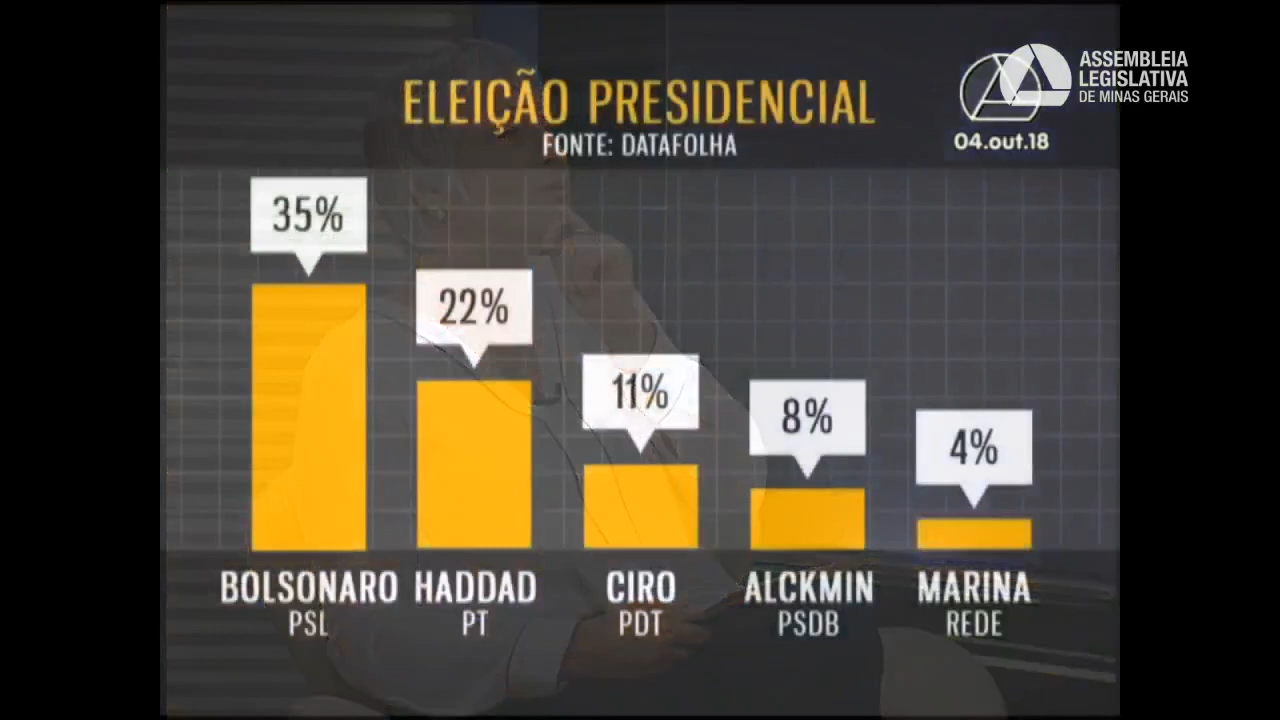 ELEIÇÃO PRESIDENCIAL
FONTE: DATAFOLHA
ASSEMBLEIA
LEGISLATIVA
DE MINAS GERAIS
04.out.18
35%
22%
11%
8%
4%
BOLSONARO HADDAD CIRO ALCKMIN MARINA
PSL PT PDT PSDB REDE